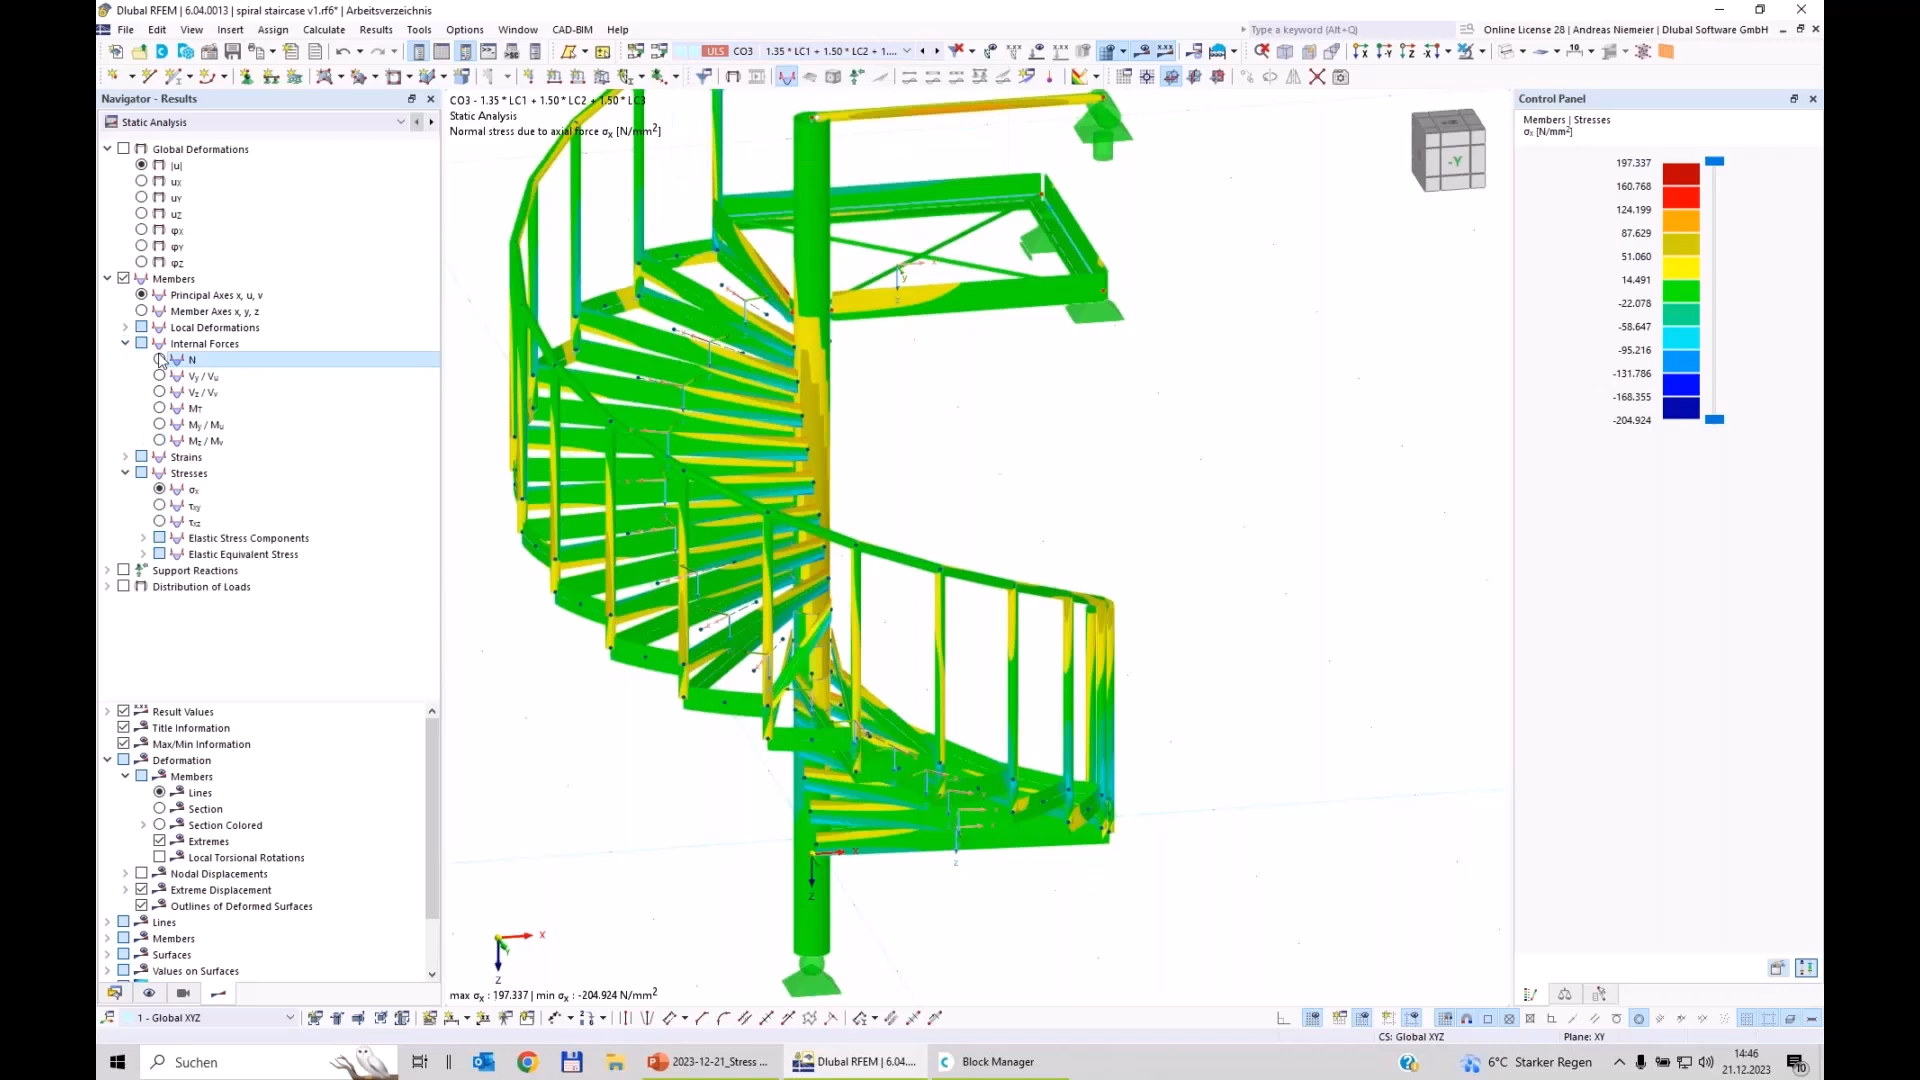 Dlubal RFEM | 6.04.0013 | spiral staircase v1.rf6* | Arbeitsverzeichnis
File Edit View Insert Assign Calculate Results Tools Options Window CAD-BIM Help
Type a keyword (Alt+Q)
Online License 28 | Andreas Niemeier | Dlubal Software GmbH
ULS CO3 1.35 * LC1 + 1.50 * LC2 + 1....
Navigator - Results
Static Analysis
Global Deformations
|u|
uX
uY
uZ
φX
φY
φZ
Members
Principal Axes x, u, v
Member Axes x, y, z
Local Deformations
Internal Forces
N
Vy / Vu
Vz / Vv
MT
My / Mu
Mz / Mv
Strains
Stresses
σx
τxy
τxz
Elastic Stress Components
Elastic Equivalent Stress
Support Reactions
Distribution of Loads
Result Values
Title Information
Max/Min Information
Deformation
Members
Lines
Section
Section Colored
Extremes
Local Torsional Rotations
Nodal Displacements
Extreme Displacement
Outlines of Deformed Surfaces
Lines
Members
Surfaces
Values on Surfaces
CO3 - 1.35 * LC1 + 1.50 * LC2 + 1.50 * LC3
Static Analysis
Normal stress due to axial force σx [N/mm²]
-Y
X
Z
X
Y
Z
max σx : 197.337 | min σx : -204.924 N/mm²
Control Panel
Members | Stresses
σx [N/mm²]
197.337
160.768
124.199
87.629
51.060
14.491
-22.078
-58.647
-95.216
-131.786
-168.355
-204.924
1 - Global XYZ
CS: Global XYZ
Plane: XY
Suchen
2023-12-21_Stress ...
Dlubal RFEM | 6.04....
Block Manager
6°C Starker Regen
14:46
21.12.2023
10